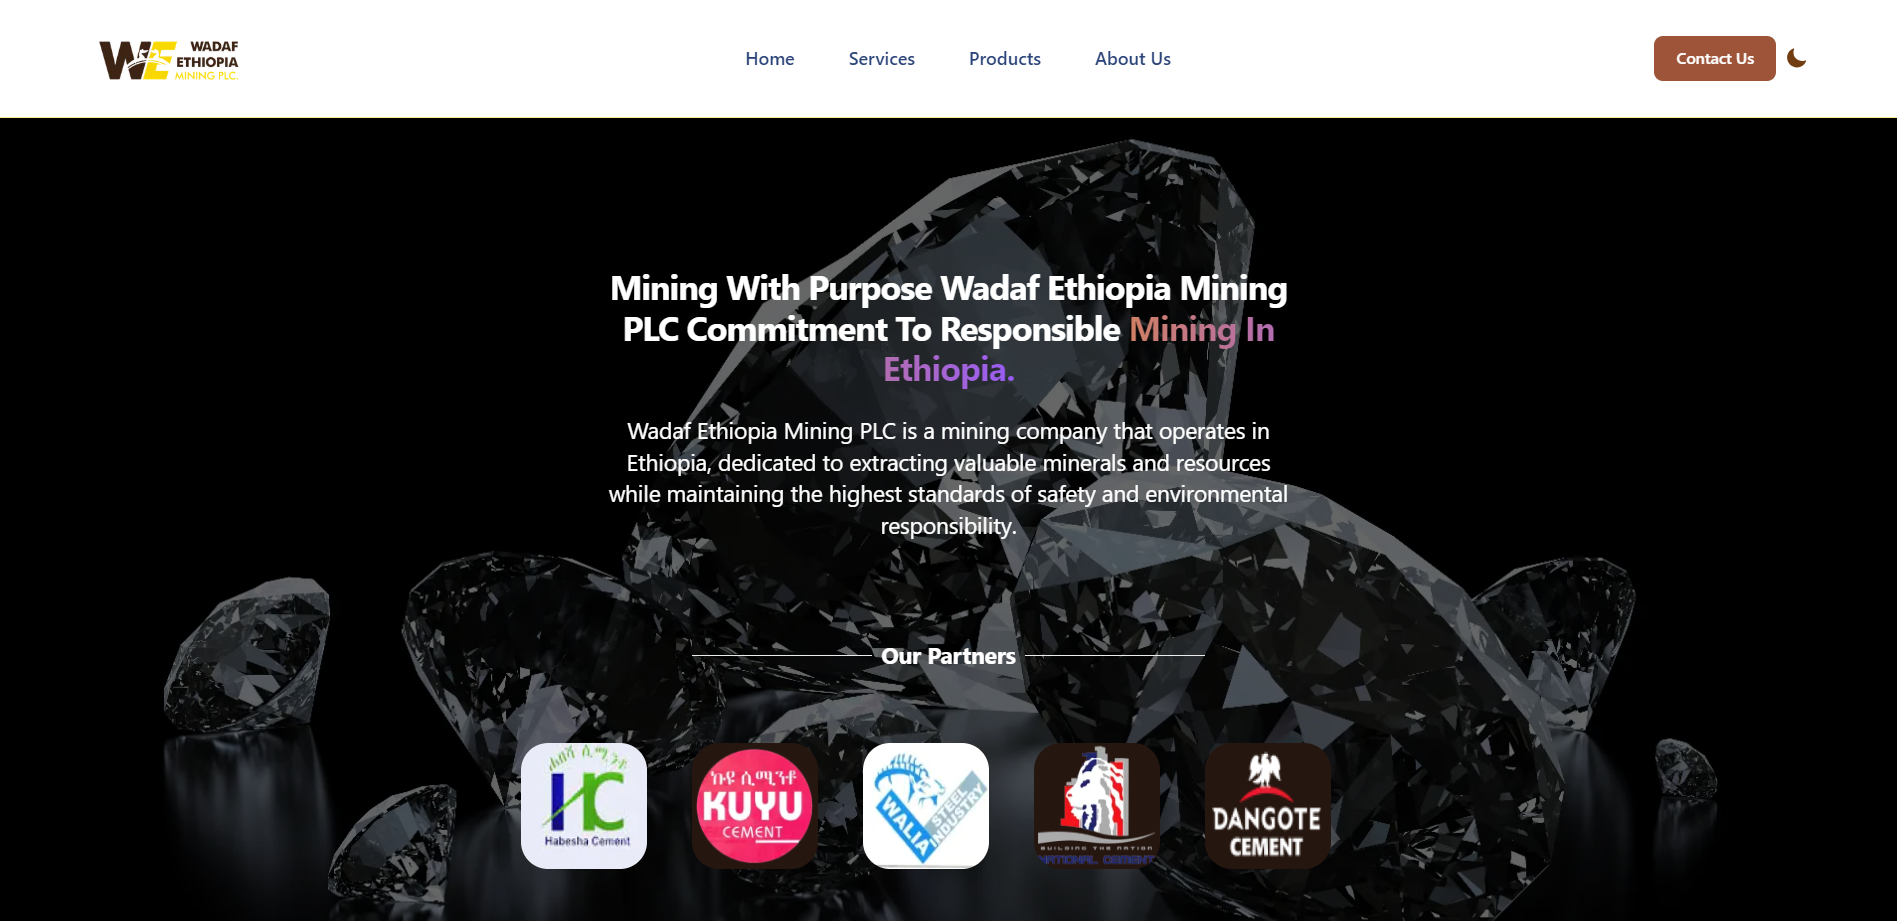 WADAF
ETHIOPIA
MINING PLC.
Home
Services
Products
About Us
Contact Us
Mining With Purpose Wadaf Ethiopia Mining
PLC Commitment To Responsible Mining In
Ethiopia.
Wadaf Ethiopia Mining PLC is a mining company that operates in
Ethiopia, dedicated to extracting valuable minerals and resources
while maintaining the highest standards of safety and environmental
responsibility.
Our Partners
ሐበሻ ሲሚንቶ
HC
Habesha Cement
ኩዩ ሲሚንቶ
KUYU
CEMENT
WALIA
STEEL
INDUSTRY
BUILDING THE NATION
NATIONAL CEMENT
DANGOTE
CEMENT